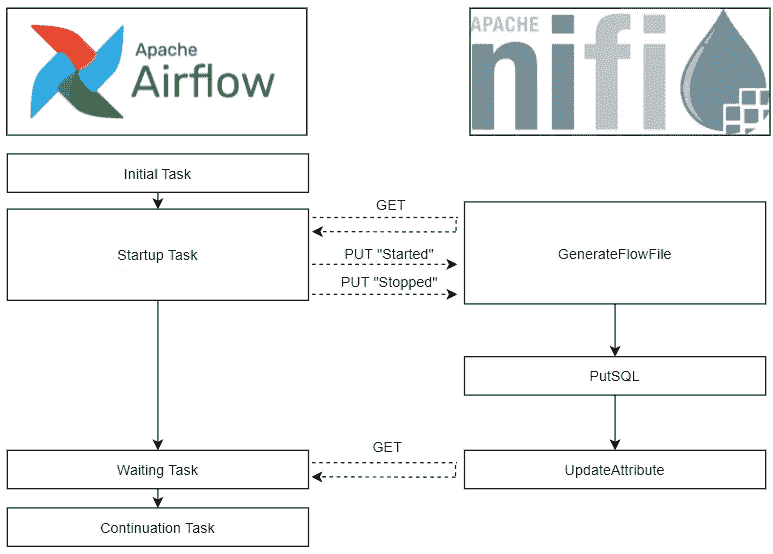 Apache
Airflow
APACHE
nifi
Initial Task
GET
Startup Task
PUT "Started"
GenerateFlowFile
PUT "Stopped"
PutSQL
GET
Waiting Task
UpdateAttribute
Continuation Task